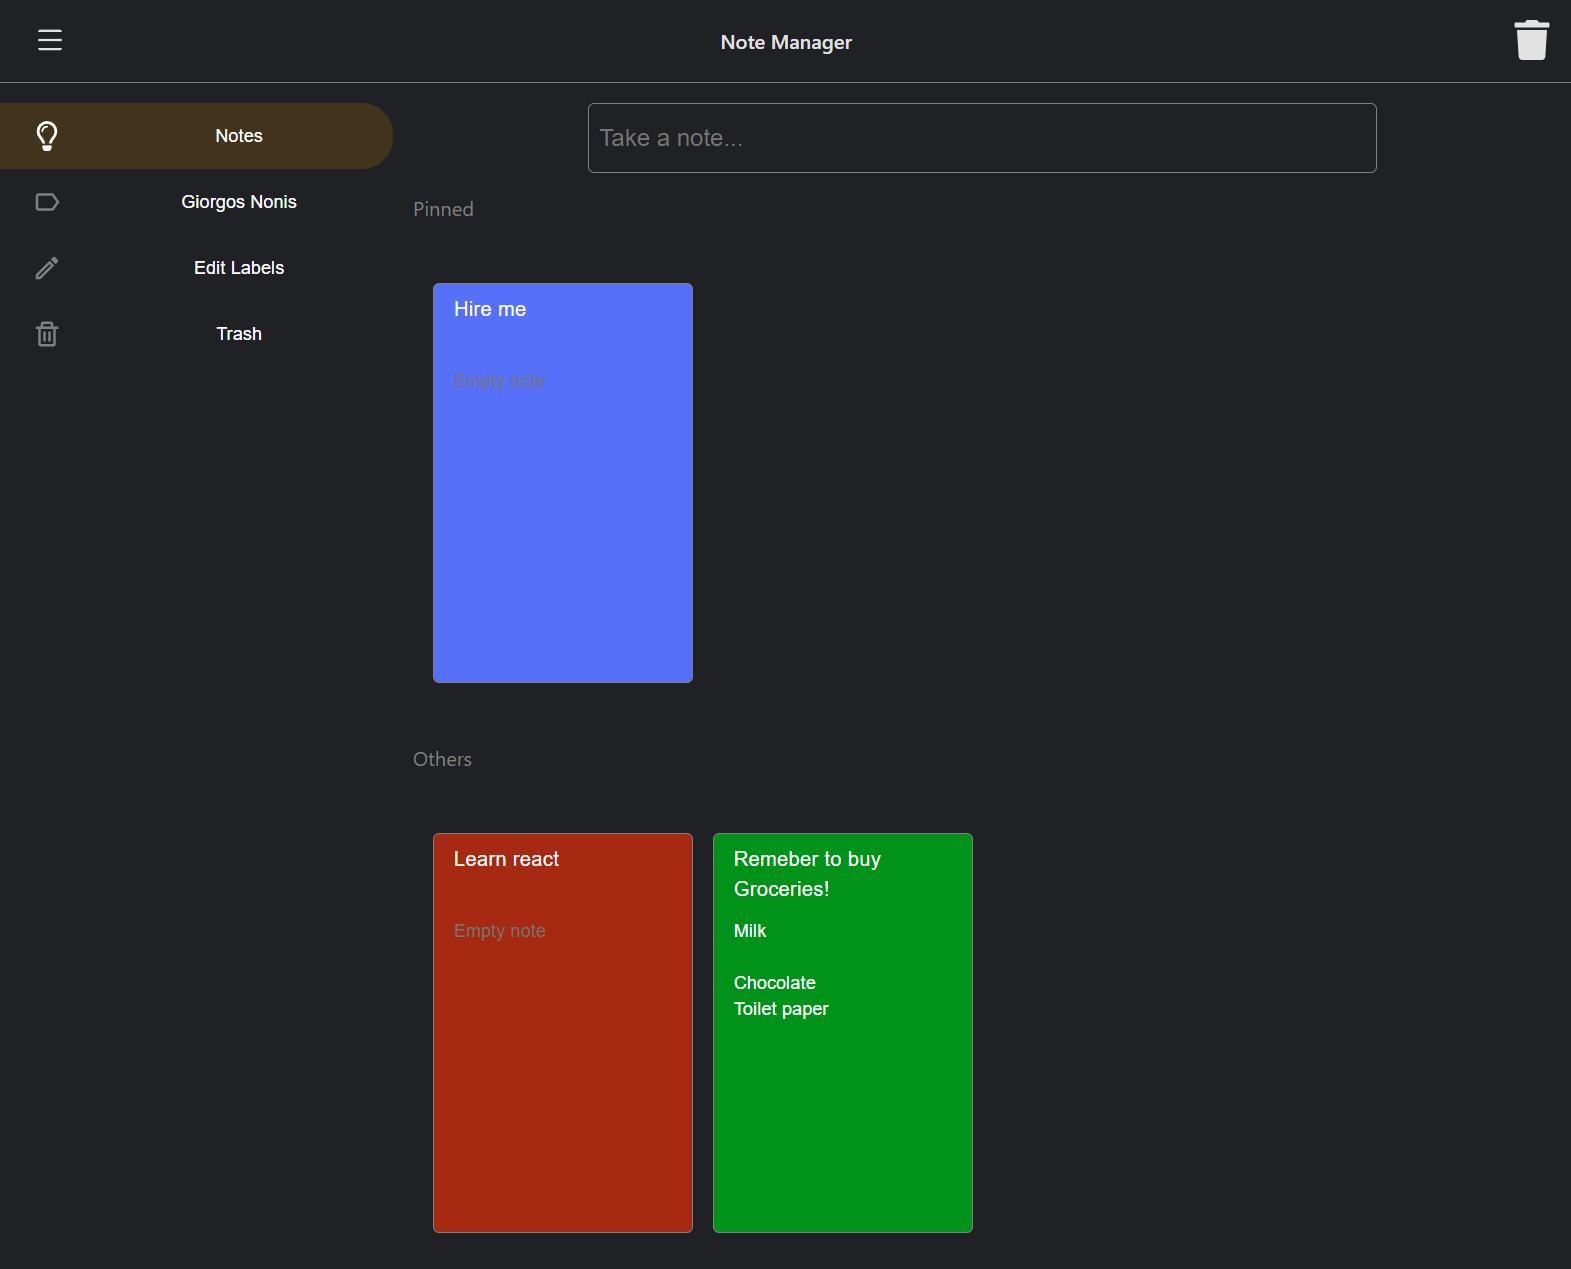 Note Manager
Notes
Giorgos Nonis
Edit Labels
Trash
Take a note...
Pinned
Hire me
Empty note
Others
Learn react
Empty note
Remeber to buy
Groceries!
Milk
Chocolate
Toilet paper